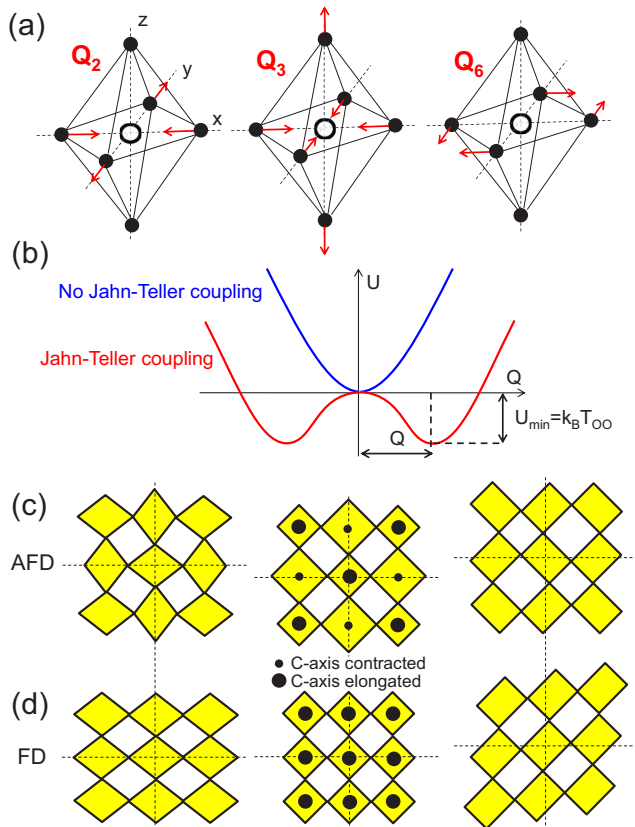 (a)
Q2
z
y
x
Q3
Q6
(b)
U
No Jahn-Teller coupling
Jahn-Teller coupling
Q
Q
Umin=kBTOO
(c)
AFD
C-axis contracted
C-axis elongated
(d)
FD